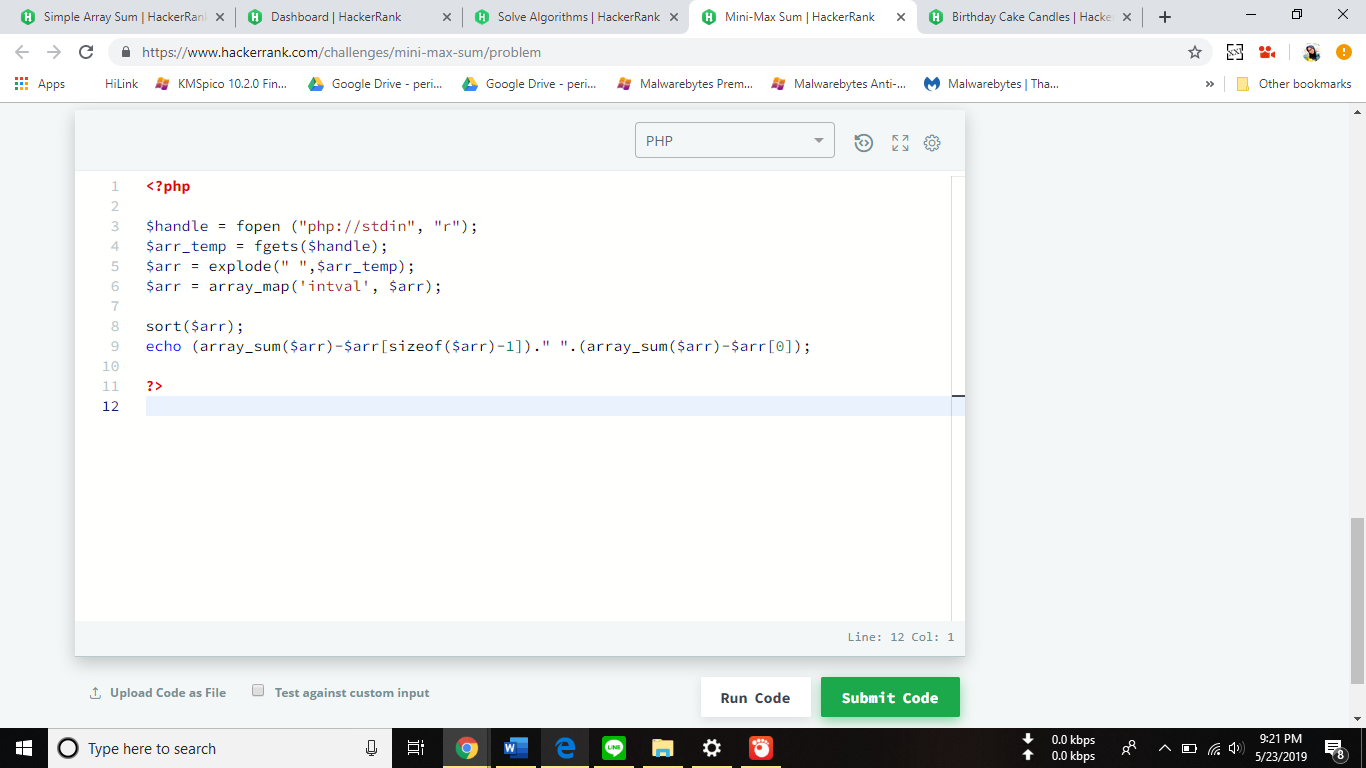 Simple Array Sum | HackerRank
Dashboard | HackerRank
Solve Algorithms | HackerRank
Mini-Max Sum | HackerRank
Birthday Cake Candles | Hacke
https://www.hackerrank.com/challenges/mini-max-sum/problem
Apps HiLink KMSpico 10.2.0 Fin... Google Drive - peri... Google Drive - peri... Malwarebytes Prem... Malwarebytes Anti-... Malwarebytes | Tha... » Other bookmarks
PHP
1 <?php
2
3 $handle = fopen ("php://stdin", "r");
4 $arr_temp = fgets($handle);
5 $arr = explode(" ",$arr_temp);
6 $arr = array_map('intval', $arr);
7
8 sort($arr);
9 echo (array_sum($arr)-$arr[sizeof($arr)-1])." ".(array_sum($arr)-$arr[0]);
10
11 ?>
12
Line: 12 Col: 1
Upload Code as File
Test against custom input
Run Code
Submit Code
Type here to search
W
LINE
0.0 kbps
0.0 kbps
9:21 PM
5/23/2019
8